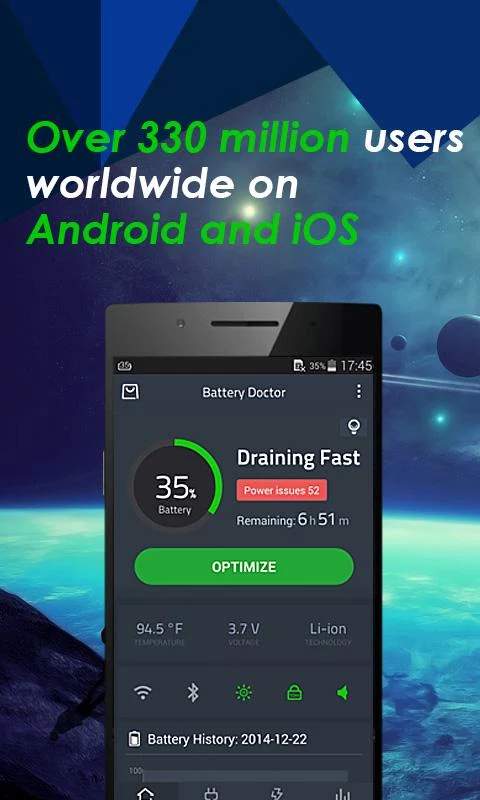 Over 330 million users
worldwide on
Android and iOS
35% 17:45
Battery Doctor
Draining Fast
35%
Battery
Power issues 52
Remaining: 6 h 51 m
OPTIMIZE
94.5 °F 3.7 V Li-ion
TEMPERATURE VOLTAGE TECHNOLOGY
Battery History: 2014-12-22
100